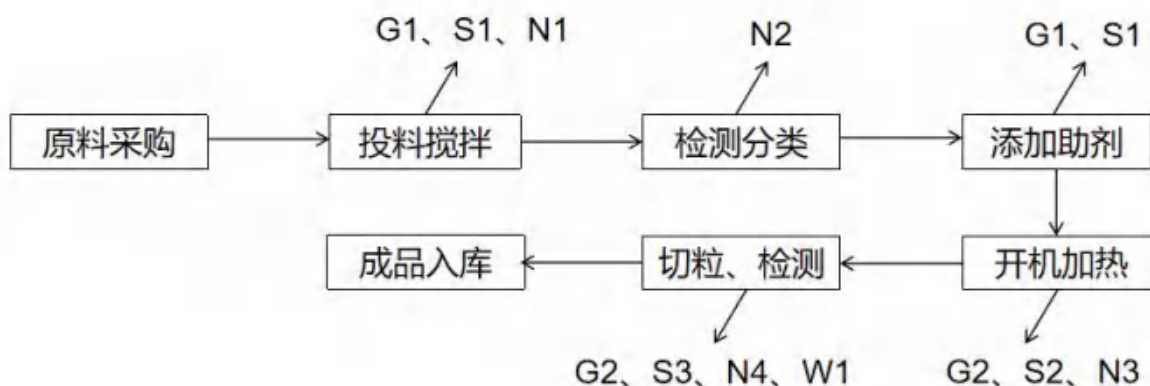 G1、S1、N1
N2
G1、S1
原料采购
投料搅拌
检测分类
添加助剂
成品入库
切粒、检测
开机加热
G2、S3、N4、W1
G2、S2、N3